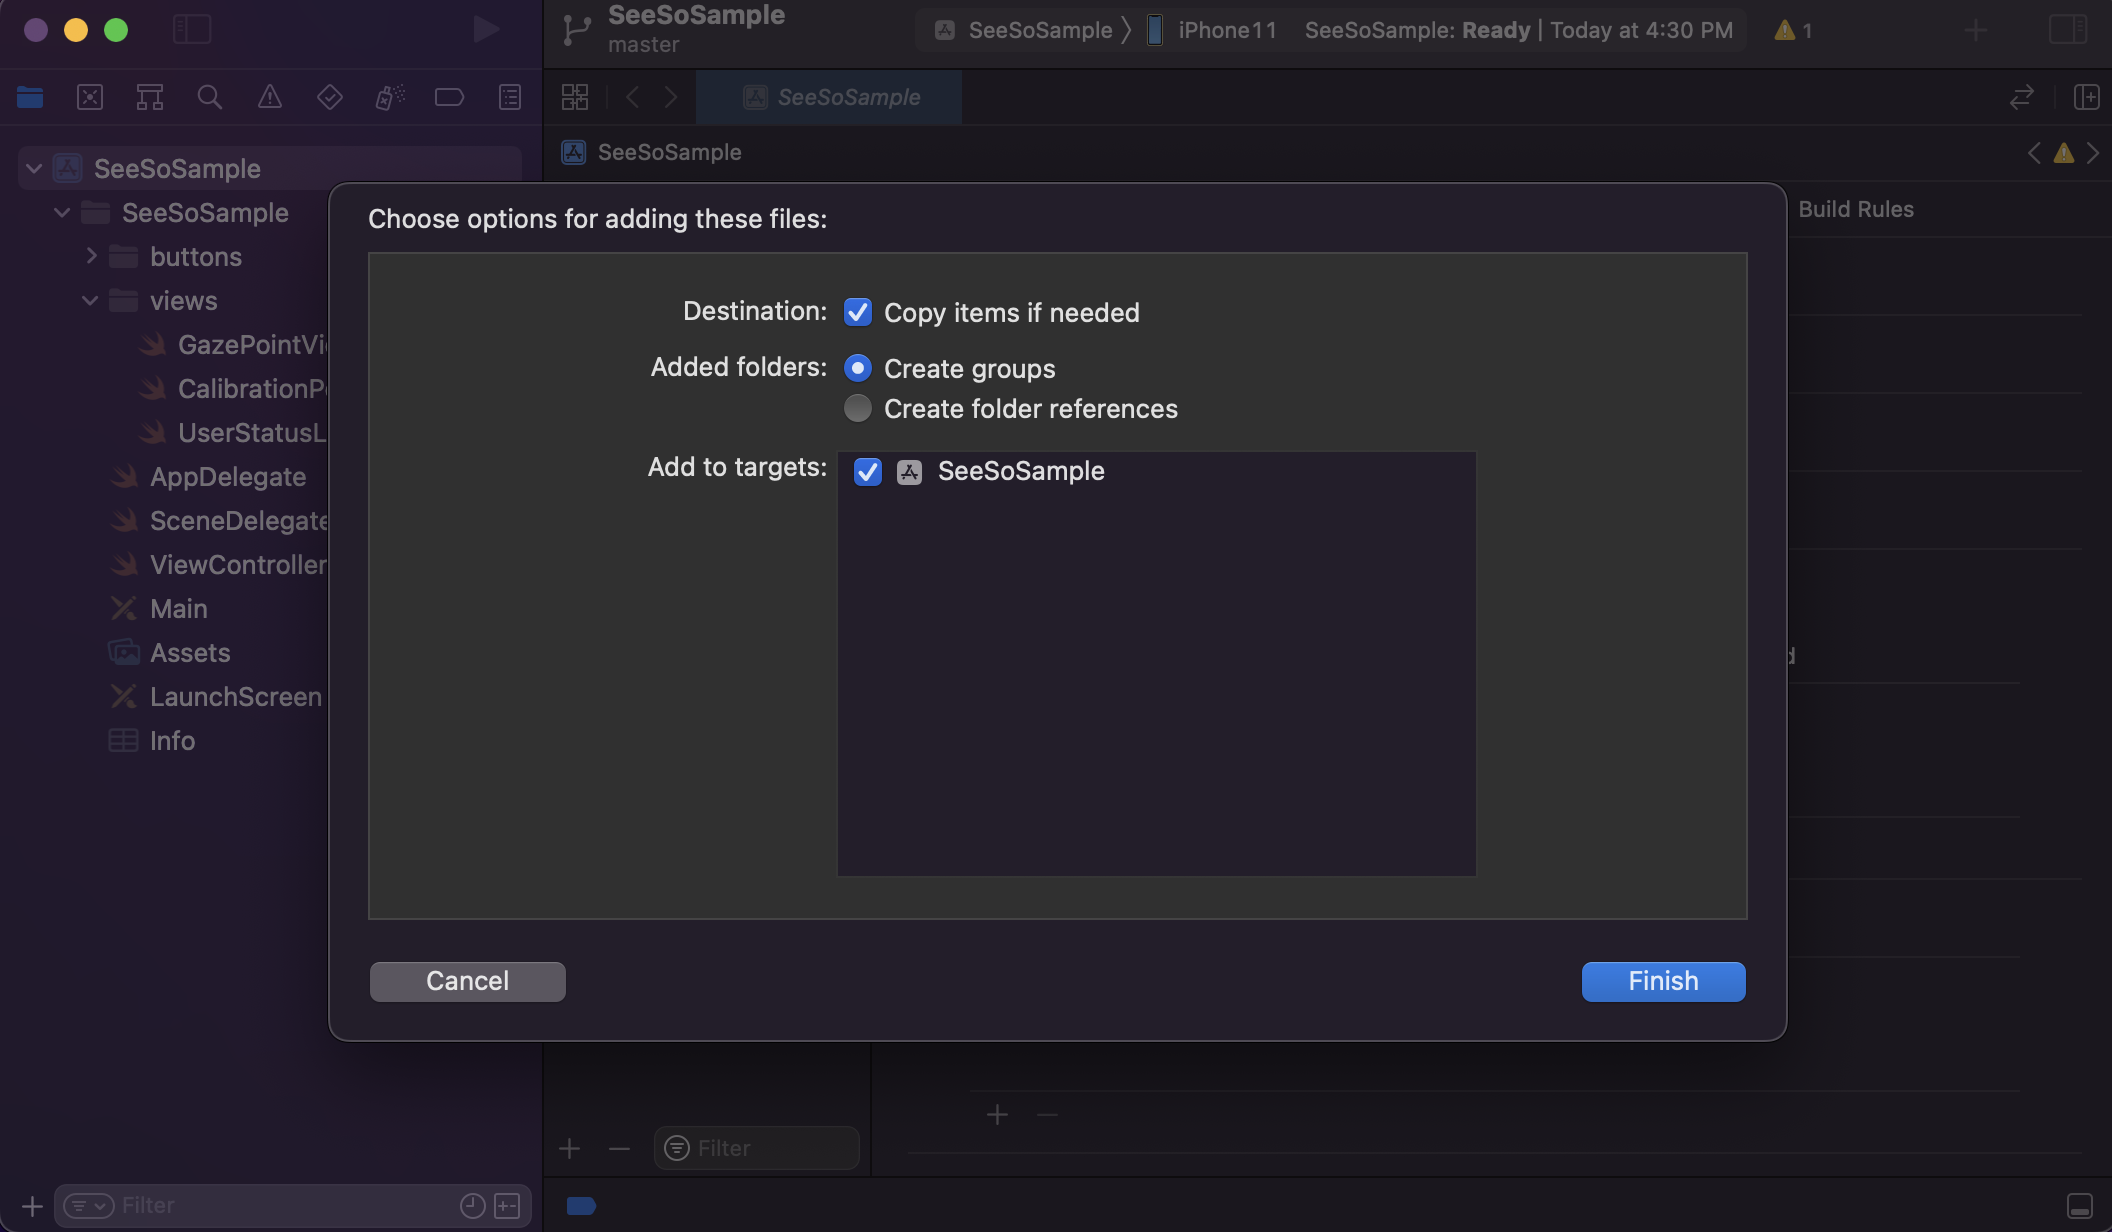 SeeSoSample
master
SeeSoSample
iPhone11
SeeSoSample: Ready | Today at 4:30 PM
1
SeeSoSample
SeeSoSample
Build Rules
SeeSoSample
SeeSoSample
buttons
views
GazePointVi
CalibrationP
UserStatusL
AppDelegate
SceneDelegate
ViewController
Main
Assets
LaunchScreen
Info
Choose options for adding these files:
Destination: Copy items if needed
Added folders: Create groups
Create folder references
Add to targets: SeeSoSample
Cancel
Finish
Filter
Filter